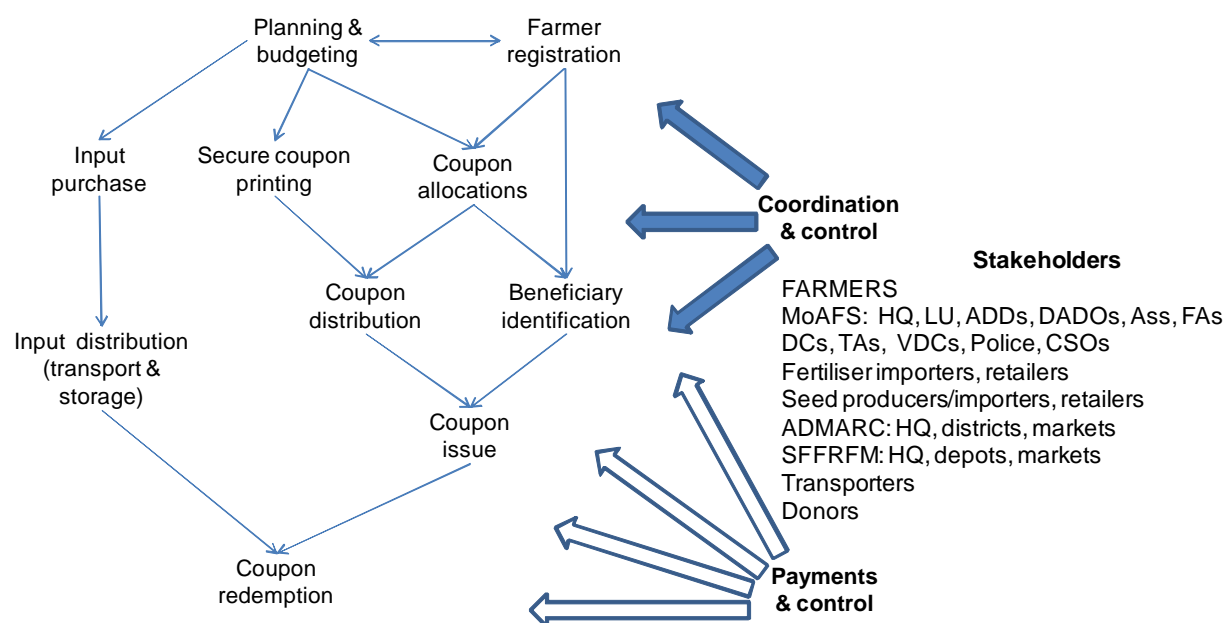 Planning &
budgeting
Farmer
registration
Input
purchase
Secure coupon
printing
Coupon
allocations
Coordination
& control
Coupon
distribution
Beneficiary
identification
Input distribution
(transport &
storage)
Coupon
issue
Coupon
redemption
Stakeholders
FARMERS
MoAFS: HQ, LU, ADDs, DADOs, Ass, FAs
DCs, TAs, VDCs, Police, CSOs
Fertiliser importers, retailers
Seed producers/importers, retailers
ADMARC: HQ, districts, markets
SFFRFM: HQ, depots, markets
Transporters
Donors
Payments
& control